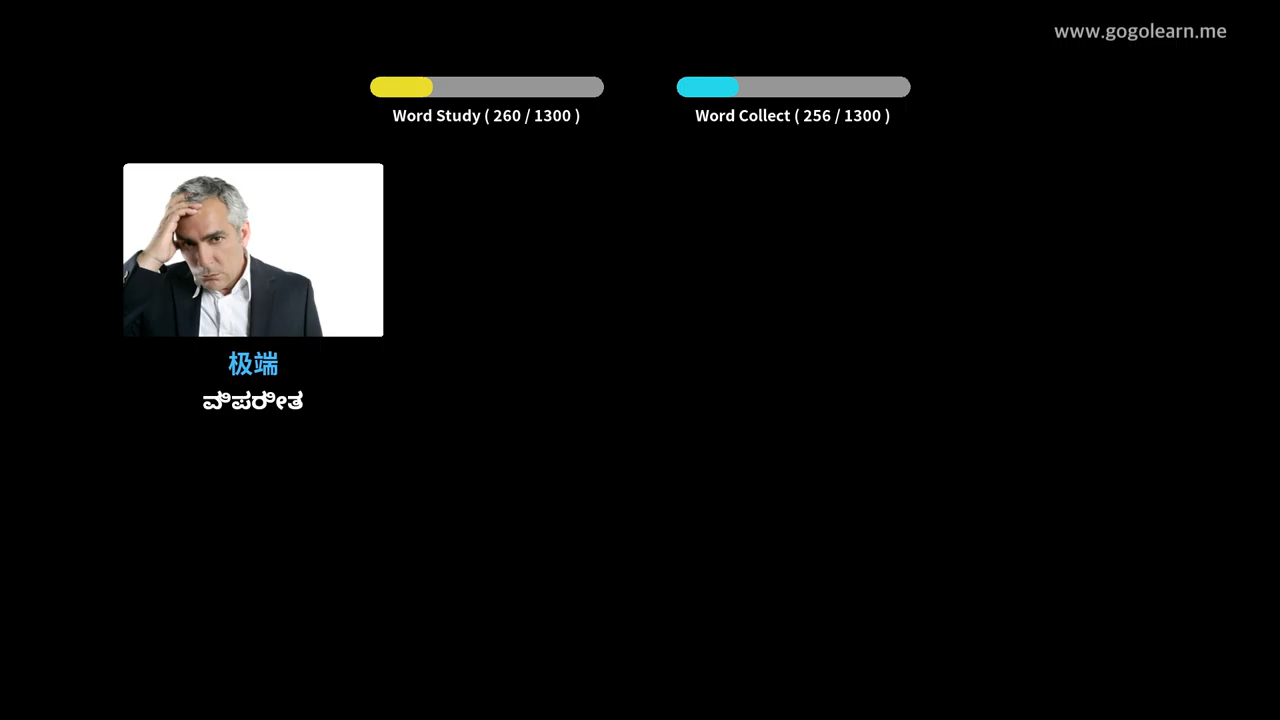 www.gogolearn.me
Word Study ( 260 / 1300 )
Word Collect ( 256 / 1300 )
极端
ವಿಪರೀತ